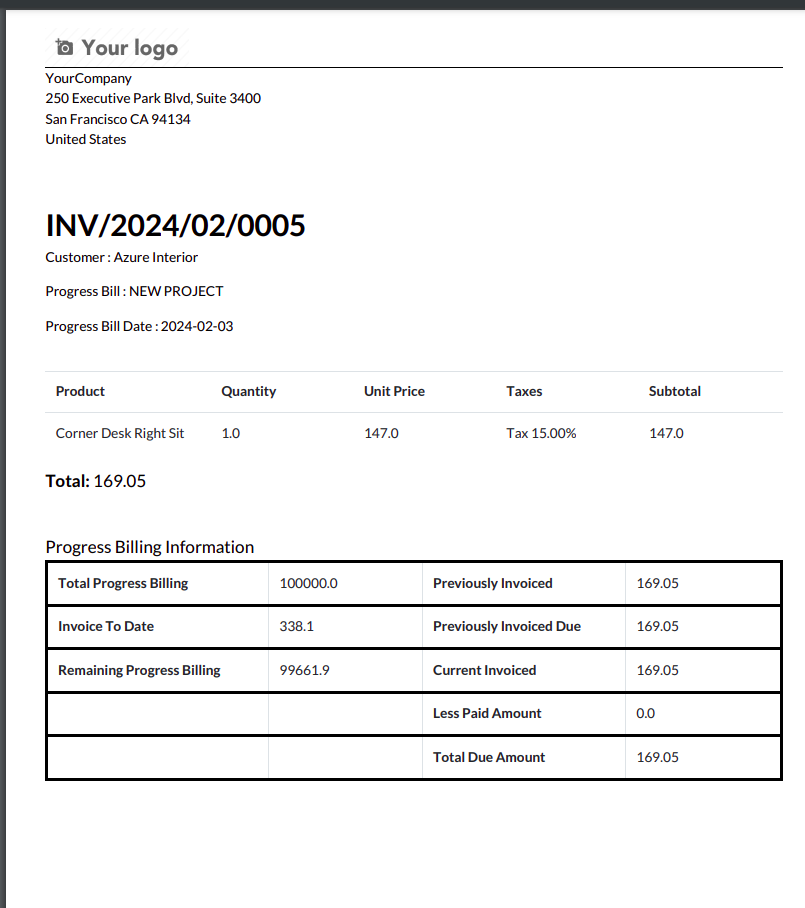 Your logo
YourCompany
250 Executive Park Blvd, Suite 3400
San Francisco CA 94134
United States
INV/2024/02/0005
Customer : Azure Interior
Progress Bill : NEW PROJECT
Progress Bill Date : 2024-02-03
Product Quantity Unit Price Taxes Subtotal
Corner Desk Right Sit 1.0 147.0 Tax 15.00% 147.0
Total: 169.05
Progress Billing Information
Total Progress Billing 100000.0 Previously Invoiced 169.05
Invoice To Date 338.1 Previously Invoiced Due 169.05
Remaining Progress Billing 99661.9 Current Invoiced 169.05
Less Paid Amount 0.0
Total Due Amount 169.05